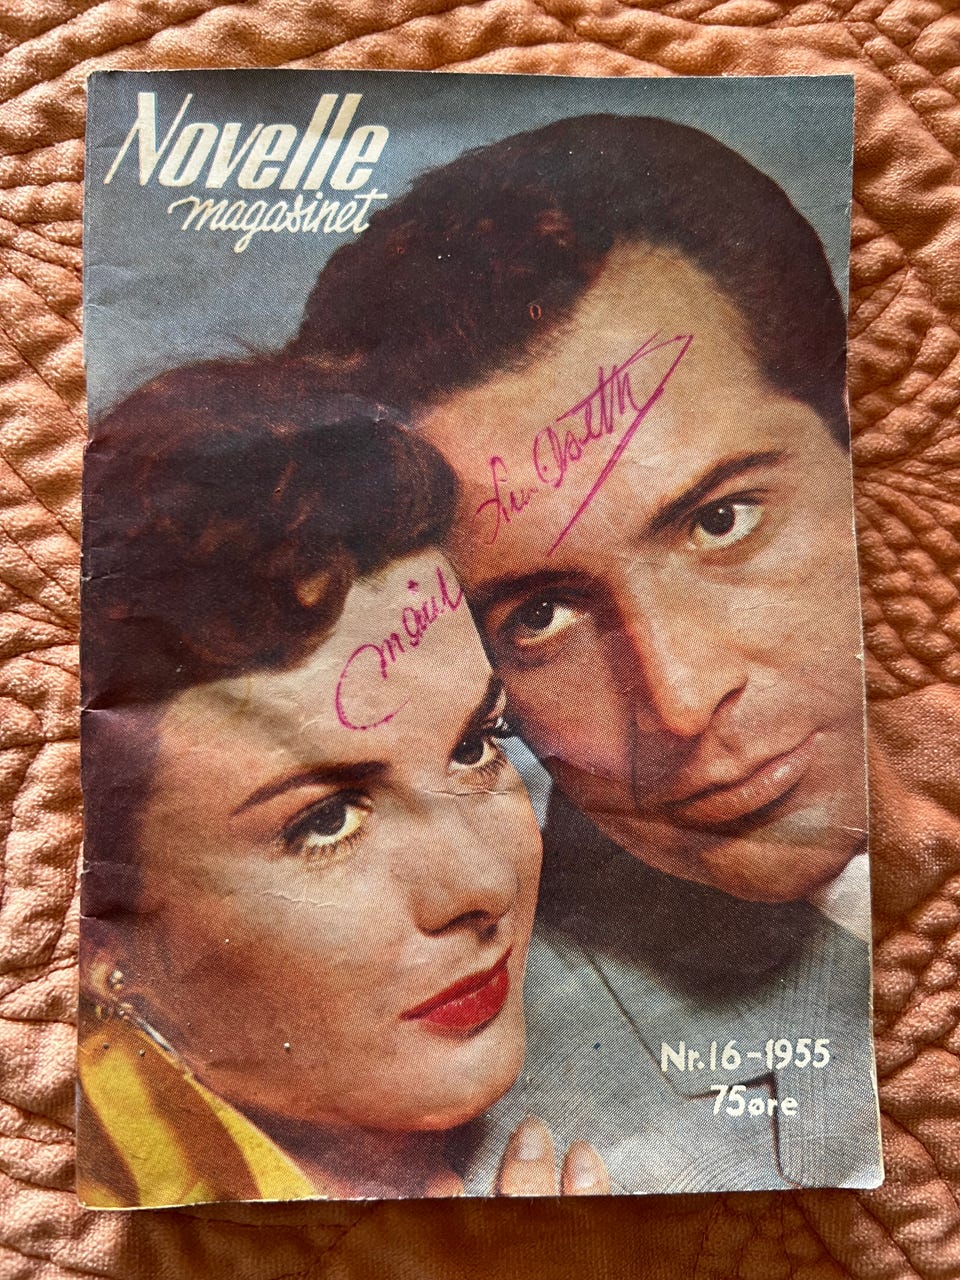 Novelle
magasinet
Nr.16-1955
75øre